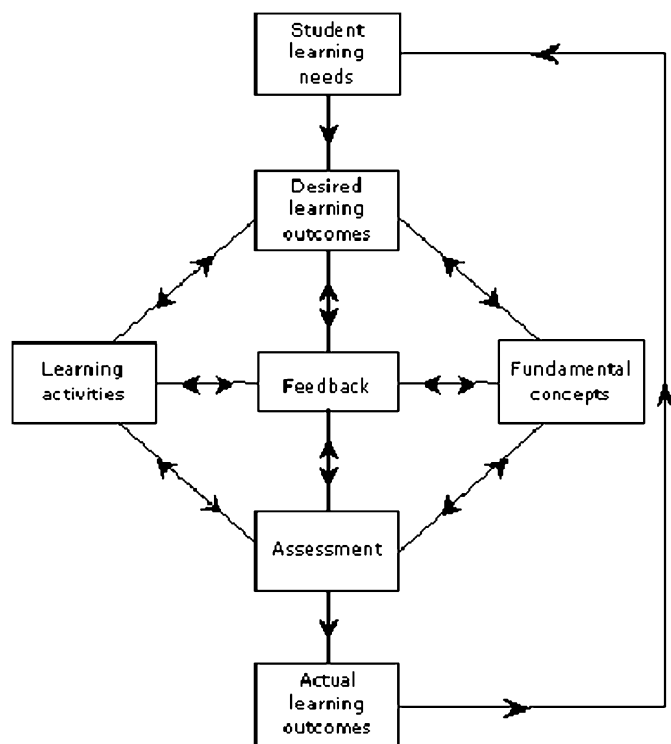 Student
learning
needs
Desired
learning
outcomes
Learning
activities
Feedback
Fundamental
concepts
Assessment
Actual
learning
outcomes